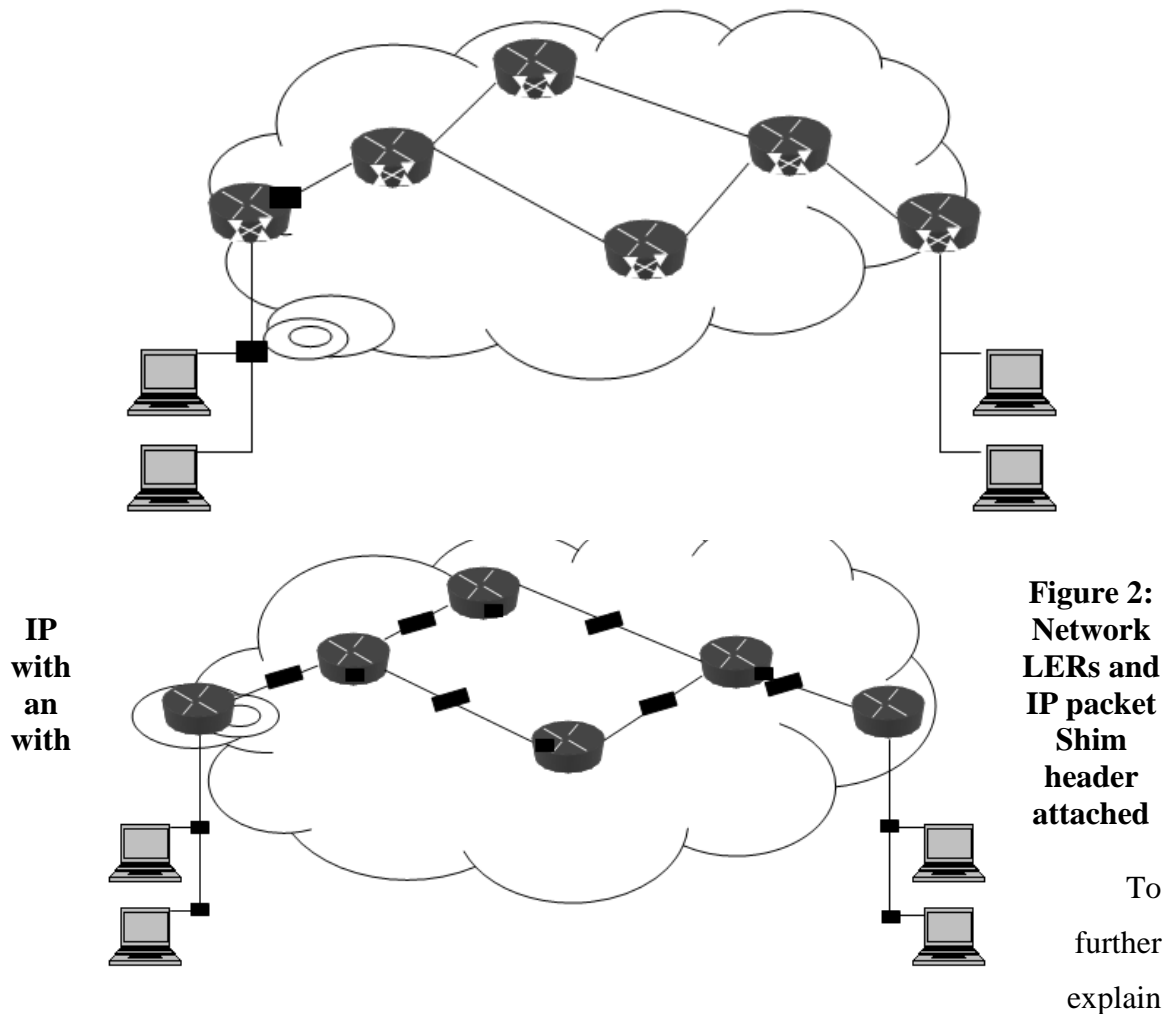 Figure 2:
IP Network
with LERs and
an IP packet
with Shim
header
attached
To
further
explain